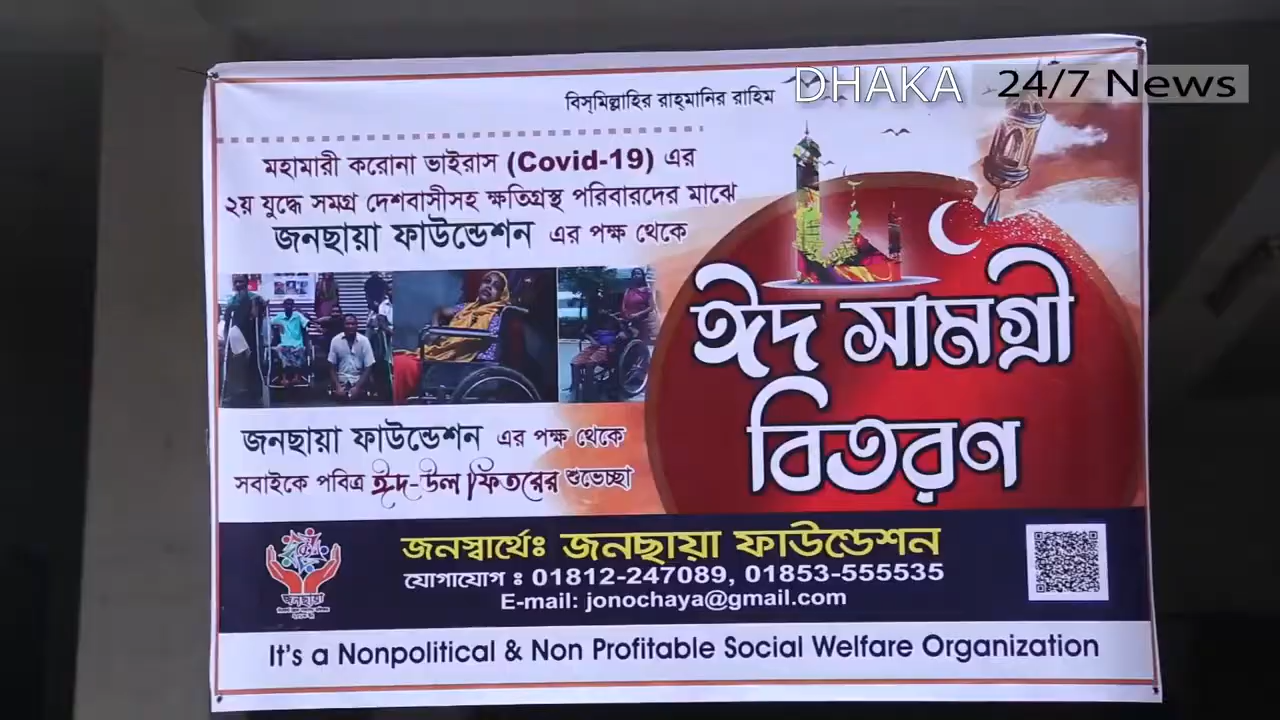 DHAKA 24/7 News
বিস্‌মিল্লাহির রাহ্‌মানির রাহিম
মহামারী করোনা ভাইরাস (Covid-19) এর
২য় যুদ্ধে সমগ্র দেশবাসীসহ ক্ষতিগ্রস্থ পরিবারদের মাঝে
জনছায়া ফাউন্ডেশন এর পক্ষ থেকে
ঈদ সামগ্রী
বিতরণ
জনছায়া ফাউন্ডেশন এর পক্ষ থেকে
সবাইকে পবিত্র ঈদ-উল ফিতরের শুভেচ্ছা
জনস্বার্থেঃ জনছায়া ফাউন্ডেশন
যোগাযোগ ঃ 01812-247089, 01853-555535
E-mail: jonochaya@gmail.com
জনছায়া
It's a Nonpolitical & Non Profitable Social Welfare Organization